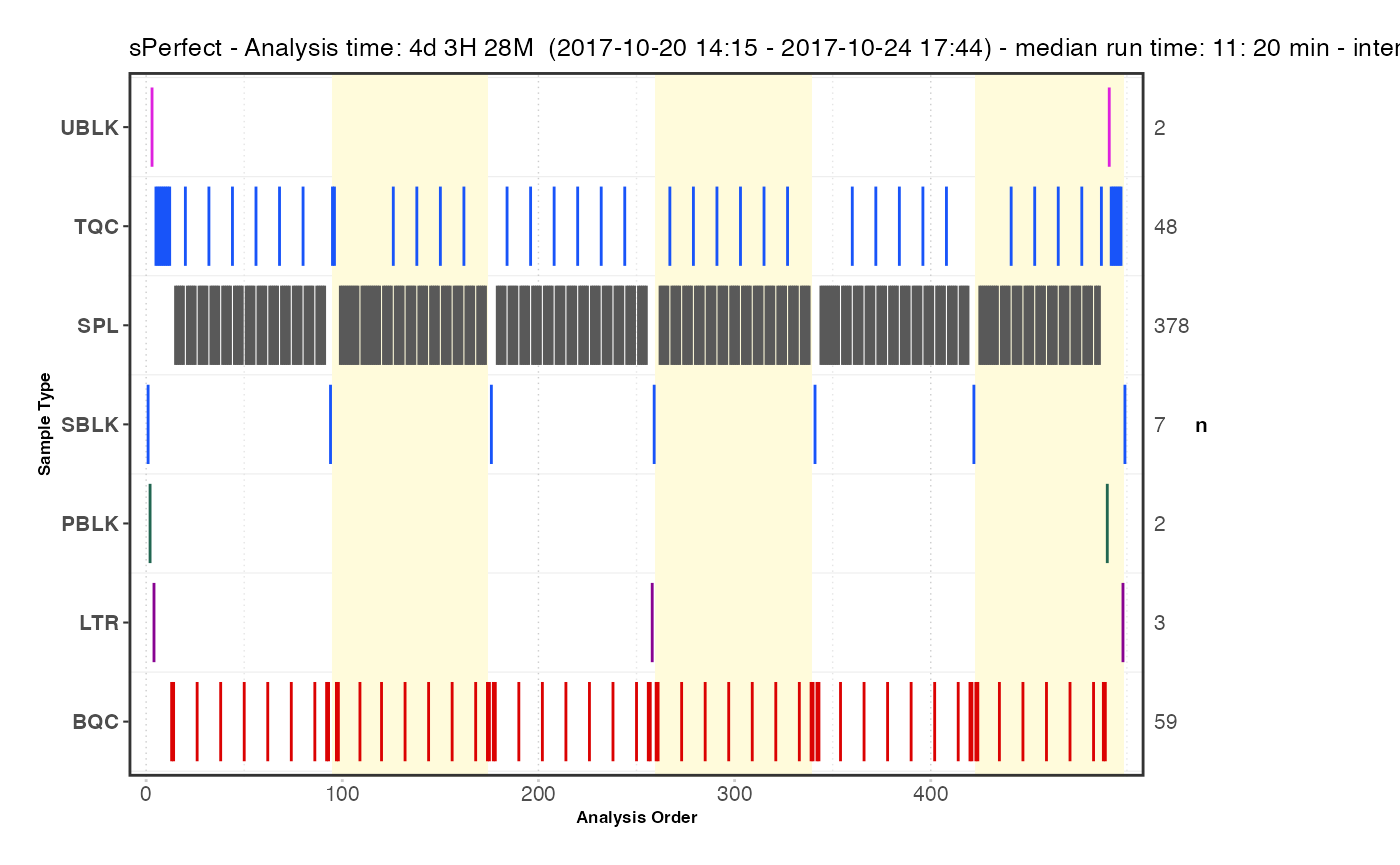 sPerfect - Analysis time: 4d 3H 28M  (2017-10-20 14:15 - 2017-10-24 17:44) - median run time: 11: 20 min - inter
UBLK 2
TQC 48
SPL 378
SBLK 7
PBLK 2
LTR 3
BQC 59
Sample Type
n
0 100 200 300 400
Analysis Order